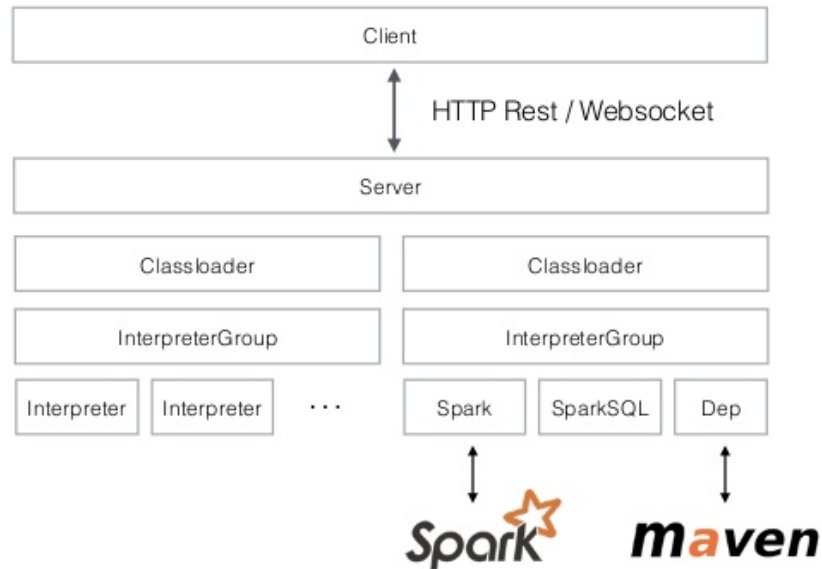 Client
HTTP Rest / Websocket
Server
Classloader Classloader
InterpreterGroup InterpreterGroup
Interpreter Interpreter ... Spark SparkSQL Dep
Spark maven